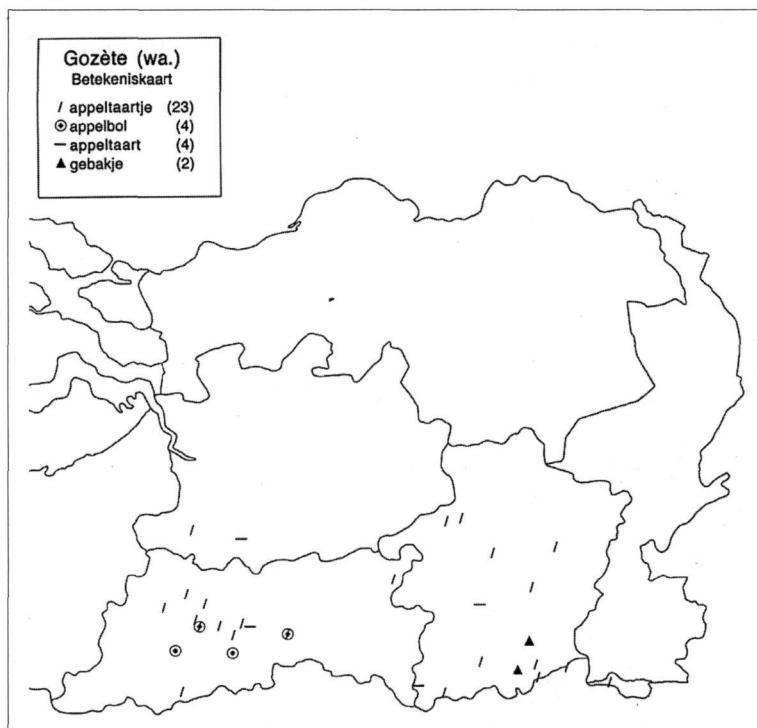 Gozète (wa.)
Betekeniskaart
/ appeltaartje (23)
⊙ appelbol (4)
– appeltaart (4)
▲ gebakje (2)